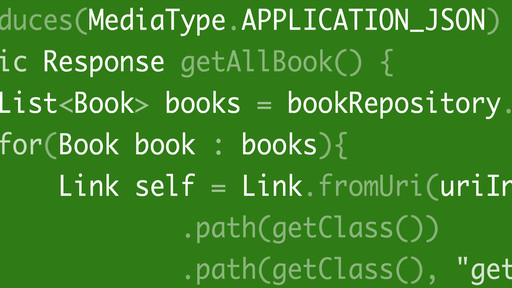 duces(MediaType.APPLICATION_JSON)
ic Response getAllBook() {
List<Book> books = bookRepository.
for(Book book : books){
Link self = Link.fromUri(uriIn
.path(getClass())
.path(getClass(), "get